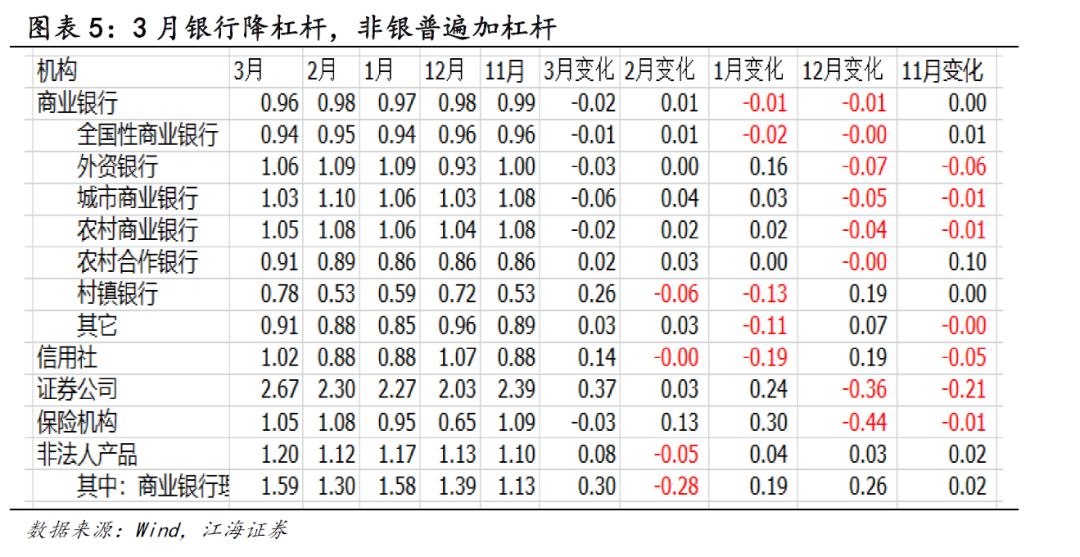 图表 5：3 月银行降杠杆，非银普遍加杠杆
机构 3月 2月 1月 12月 11月 3月变化 2月变化 1月变化 12月变化 11月变化
商业银行 0.96 0.98 0.97 0.98 0.99 -0.02 0.01 -0.01 -0.01 0.00
全国性商业银行 0.94 0.95 0.94 0.96 0.96 -0.01 0.01 -0.02 -0.00 0.01
外资银行 1.06 1.09 1.09 0.93 1.00 -0.03 0.00 0.16 -0.07 -0.06
城市商业银行 1.03 1.10 1.06 1.03 1.08 -0.06 0.04 0.03 -0.05 -0.01
农村商业银行 1.05 1.08 1.06 1.04 1.08 -0.02 0.02 0.02 -0.04 -0.01
农村合作银行 0.91 0.89 0.86 0.86 0.86 0.02 0.03 0.00 -0.00 0.10
村镇银行 0.78 0.53 0.59 0.72 0.53 0.26 -0.06 -0.13 0.19 0.00
其它 0.91 0.88 0.85 0.96 0.89 0.03 0.03 -0.11 0.07 -0.00
信用社 1.02 0.88 0.88 1.07 0.88 0.14 -0.00 -0.19 0.19 -0.05
证券公司 2.67 2.30 2.27 2.03 2.39 0.37 0.03 0.24 -0.36 -0.21
保险机构 1.05 1.08 0.95 0.65 1.09 -0.03 0.13 0.30 -0.44 -0.01
非法人产品 1.20 1.12 1.17 1.13 1.10 0.08 -0.05 0.04 0.03 0.02
其中：商业银行理 1.59 1.30 1.58 1.39 1.13 0.30 -0.28 0.19 0.26 0.02
数据来源：Wind，江海证券